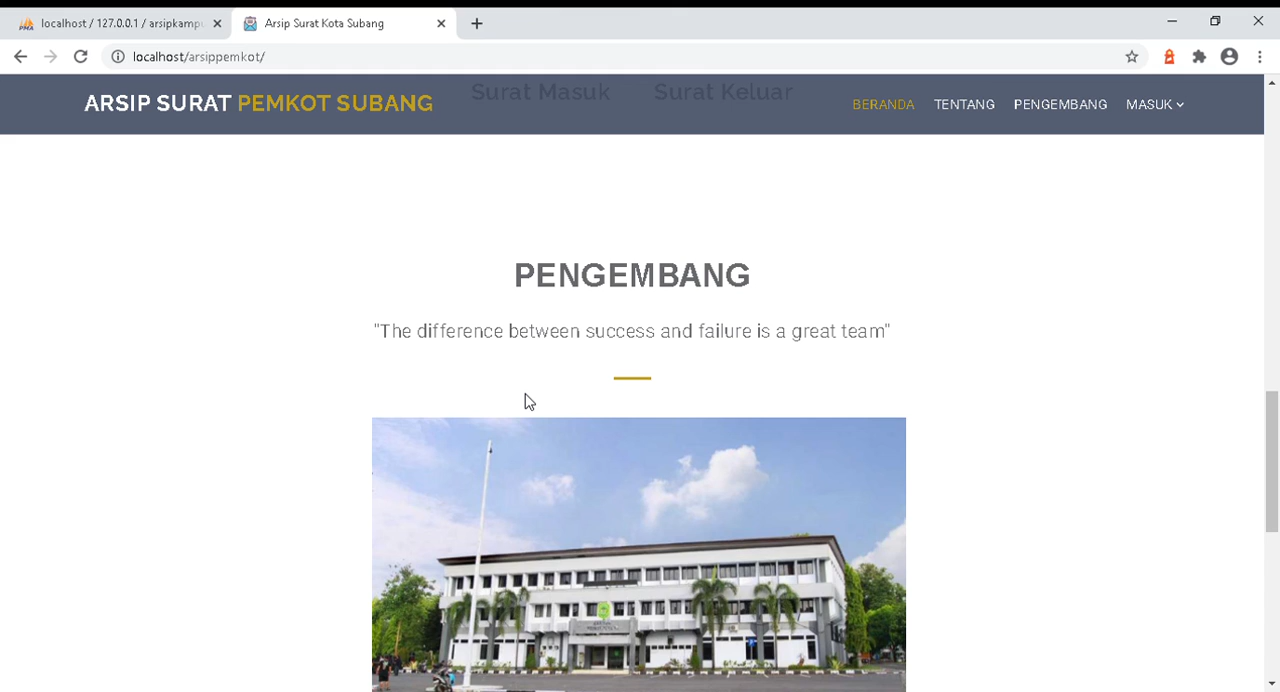 localhost / 127.0.0.1 / arsipkampu
Arsip Surat Kota Subang
localhost/arsippemkot/
ARSIP SURAT PEMKOT SUBANG
Surat Masuk
Surat Keluar
BERANDA
TENTANG
PENGEMBANG
MASUK
PENGEMBANG
"The difference between success and failure is a great team"